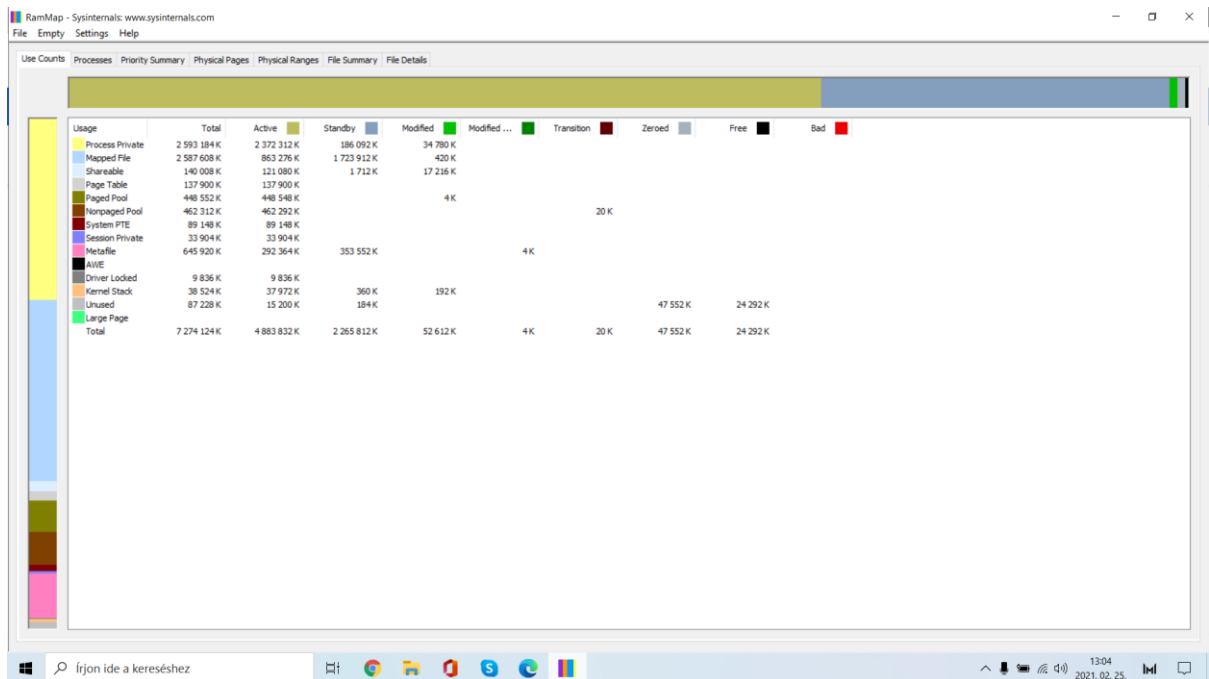 RamMap - Sysinternals: www.sysinternals.com
File Empty Settings Help
Use Counts Processes Priority Summary Physical Pages Physical Ranges File Summary File Details
Usage Total Active Standby Modified Modified ... Transition Zeroed Free Bad
Process Private 2 593 184 K 2 372 312 K 186 092 K 34 780 K
Mapped File 2 587 608 K 863 276 K 1 723 912 K 420 K
Shareable 140 008 K 121 080 K 1 712 K 17 216 K
Page Table 137 900 K 137 900 K
Paged Pool 448 552 K 448 548 K 4 K
Nonpaged Pool 462 312 K 462 292 K 20 K
System PTE 89 148 K 89 148 K
Session Private 33 904 K 33 904 K
Metafile 645 920 K 292 364 K 353 552 K 4 K
AWE
Driver Locked 9 836 K 9 836 K
Kernel Stack 38 524 K 37 972 K 360 K 192 K
Unused 87 228 K 15 200 K 184 K 47 552 K 24 292 K
Large Page
Total 7 274 124 K 4 883 832 K 2 265 812 K 52 612 K 4 K 20 K 47 552 K 24 292 K
Írjon ide a kereséshez
13:04
2021. 02. 25.